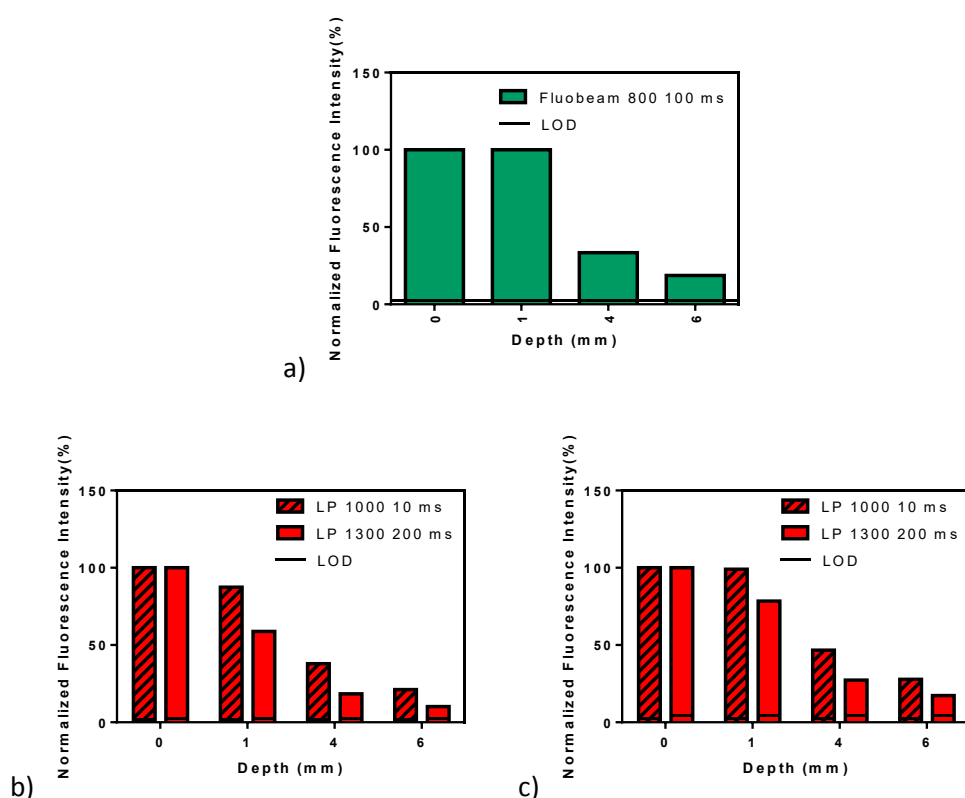 Normalized Fluorescence Intensity(%)
150
100
50
0
Fluobeam 800 100 ms
LOD
0 1 4 6
Depth (mm)
a)
Normalized Fluorescence Intensity(%)
150
100
50
0
LP 1000 10 ms
LP 1300 200 ms
LOD
0 1 4 6
Depth (mm)
b)
Normalized Fluorescence Intensity(%)
150
100
50
0
LP 1000 10 ms
LP 1300 200 ms
LOD
0 1 4 6
Depth (mm)
c)